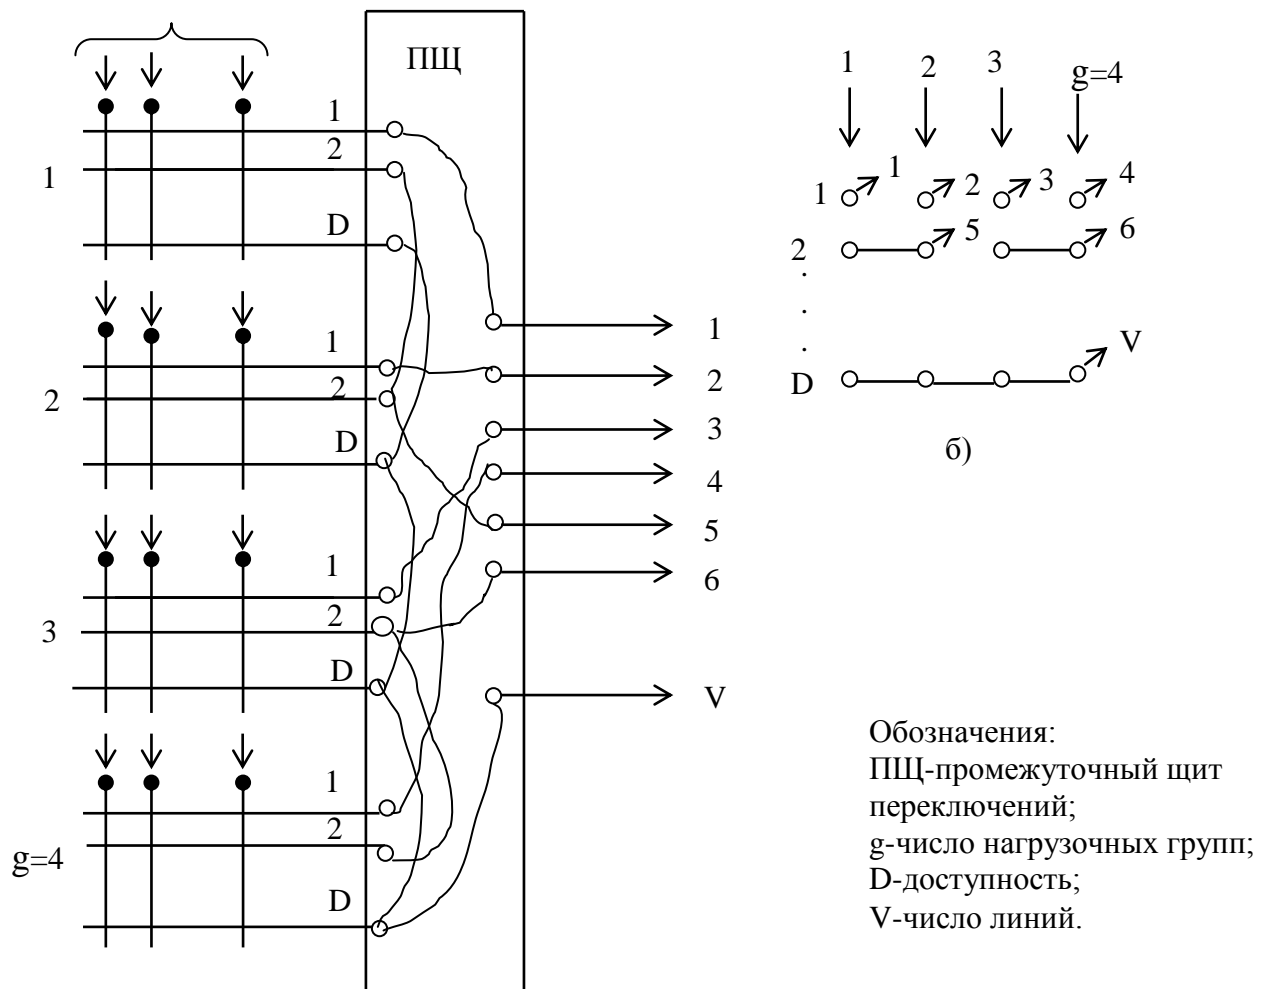 ПЩ
1
2
1
D
1
2
2
D
1
3
2
D
1
2
g=4
D
1
2
3
4
5
6
V
1
2
3
g=4
1
1
2
3
4
2
5
6
.
.
.
D
V
б)
Обозначения:
ПЩ-промежуточный щит
переключений;
g-число нагрузочных групп;
D-доступность;
V-число линий.